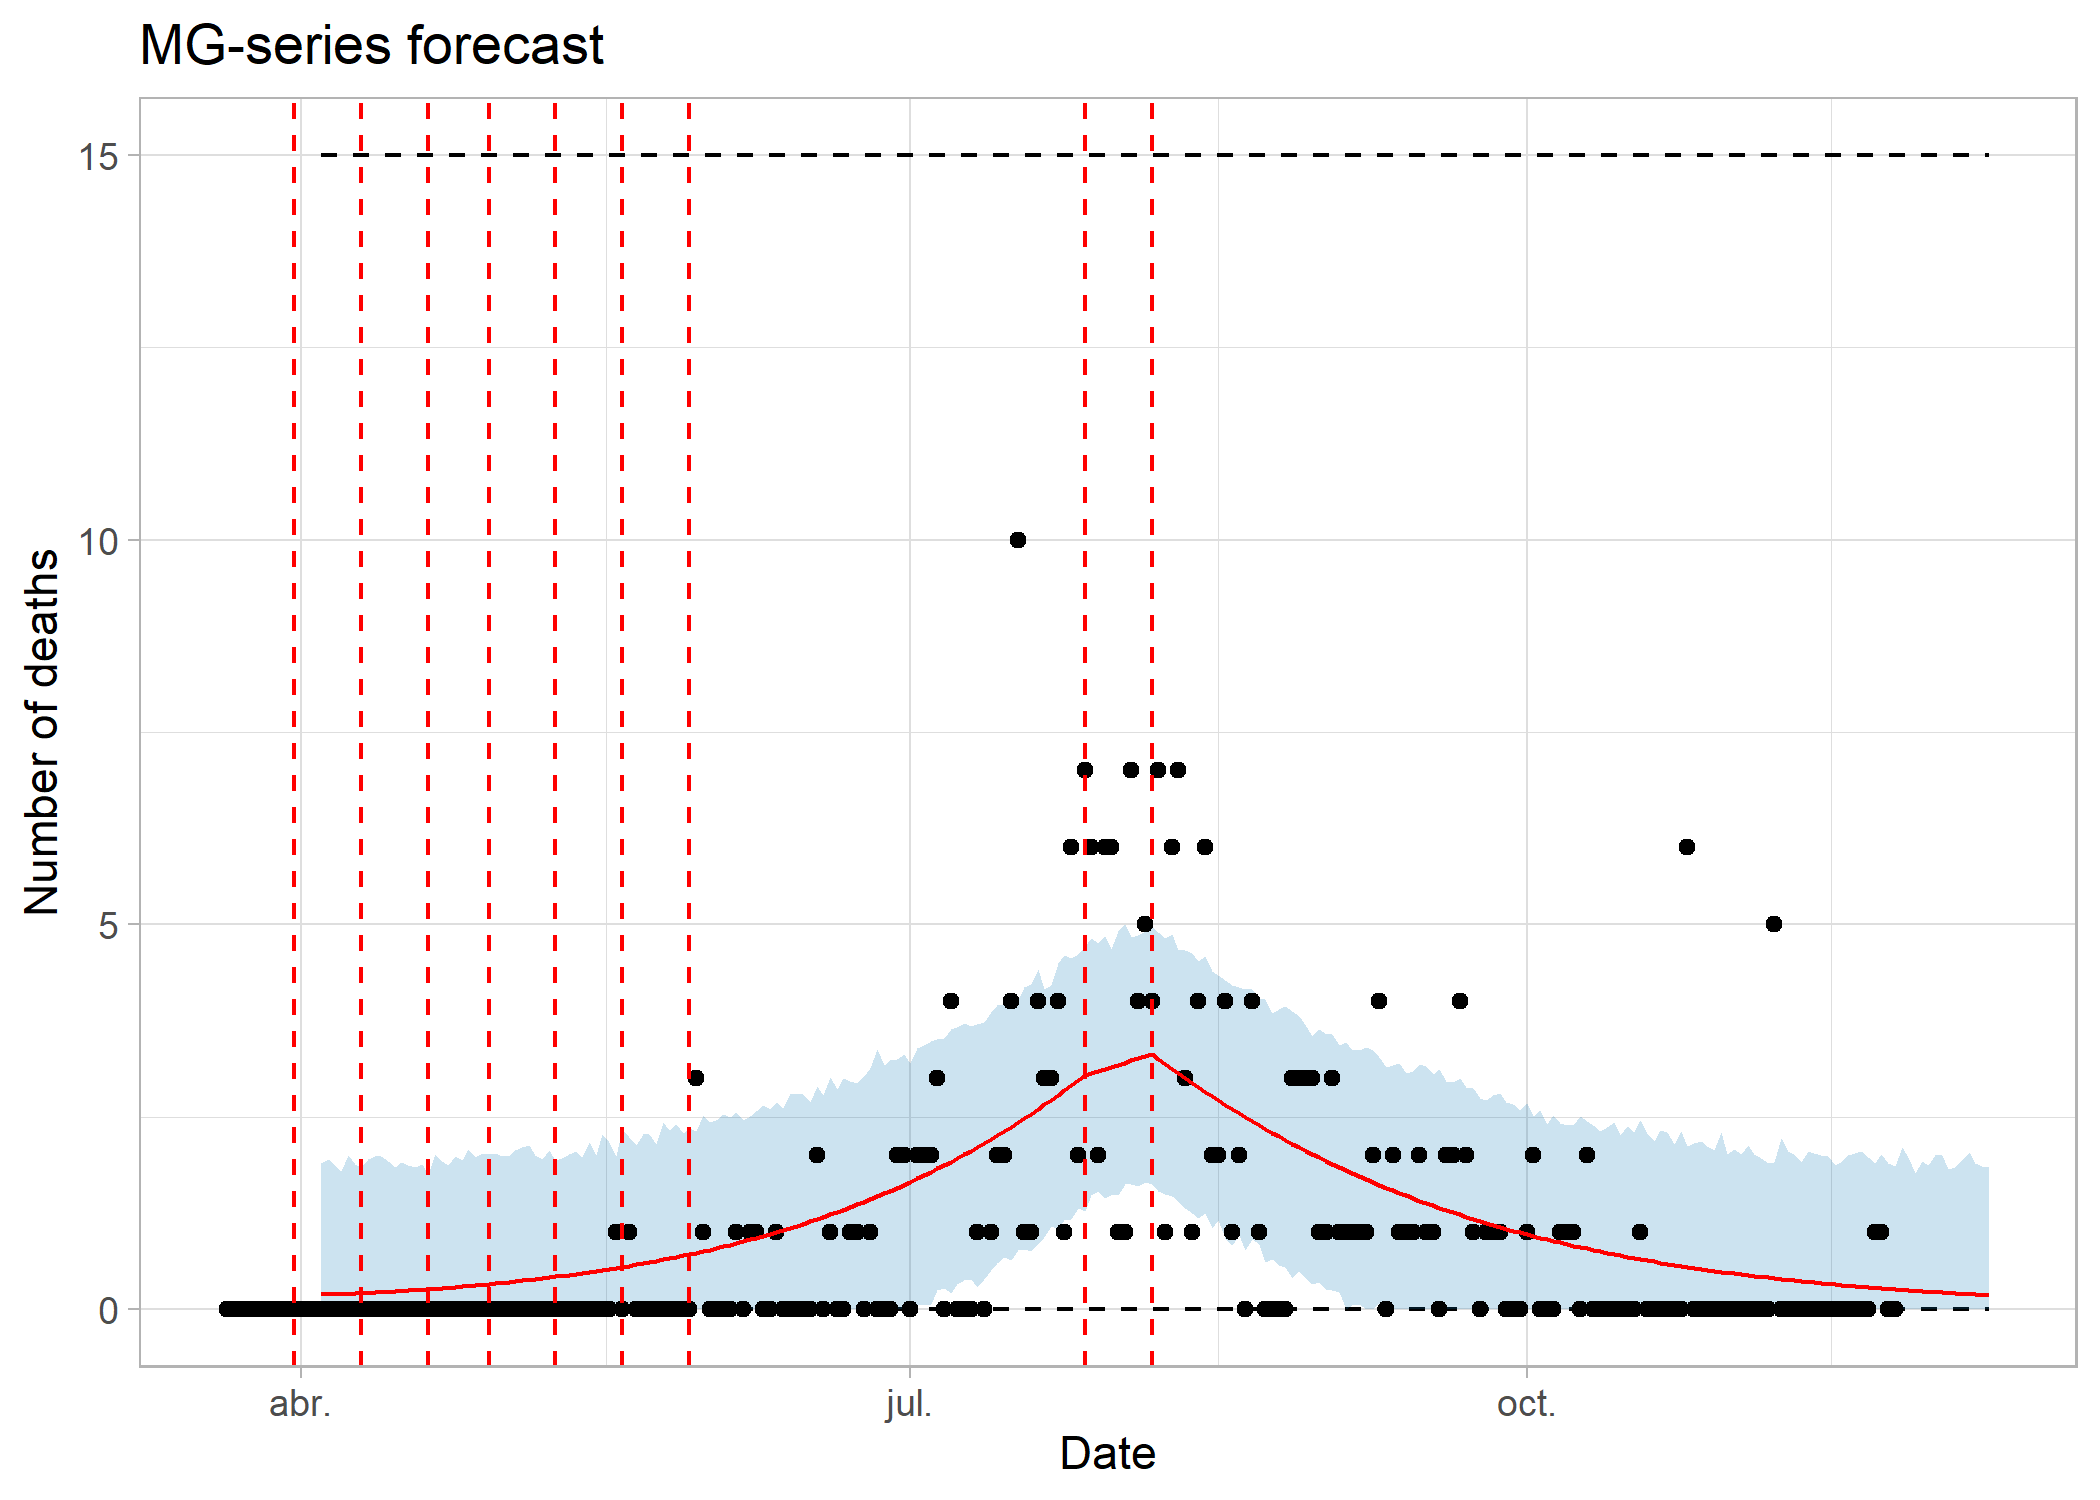 MG-series forecast
15
10
5
0
Number of deaths
abr.
jul.
oct.
Date